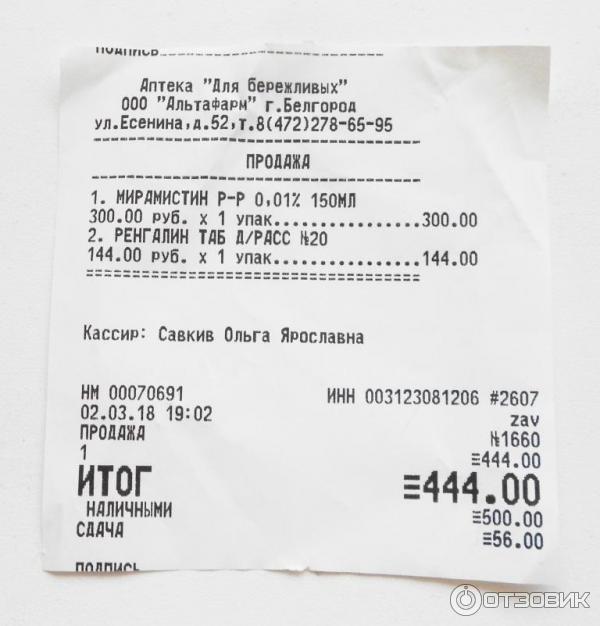 ПОДПИСЬ
Аптека "Для бережливых"
ООО "Альтафарм" г.Белгород
ул.Есенина,д.52,т.8(472)278-65-95
ПРОДАЖА
1. МИРАМИСТИН Р-Р 0,01% 150МЛ
300.00 руб. x 1 упак................300.00
2. РЕНГАЛИН ТАБ Д/РАСС №20
144.00 руб. x 1 упак................144.00
Кассир: Савкив Ольга Ярославна
НМ 00070691 ИНН 003123081206 #2607
02.03.18 19:02 zav
ПРОДАЖА №1660
1 ≡444.00
ИТОГ ≡444.00
НАЛИЧНЫМИ ≡500.00
СДАЧА ≡56.00
ПОДПИСЬ
ОТЗОВИК